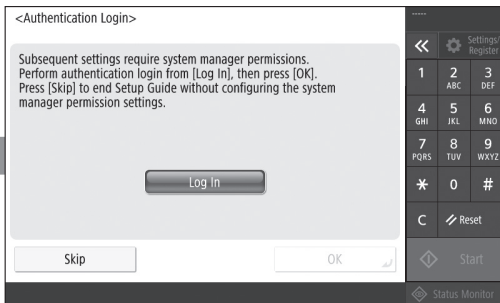 <Authentication Login>
Subsequent settings require system manager permissions.
Perform authentication login from [Log In], then press [OK].
Press [Skip] to end Setup Guide without configuring the system
manager permission settings.
Log In
Skip
OK
-----
Settings/
Register
1
2
ABC
3
DEF
4
GHI
5
JKL
6
MNO
7
PQRS
8
TUV
9
WXYZ
*
0
#
C
Reset
Start
Status Monitor